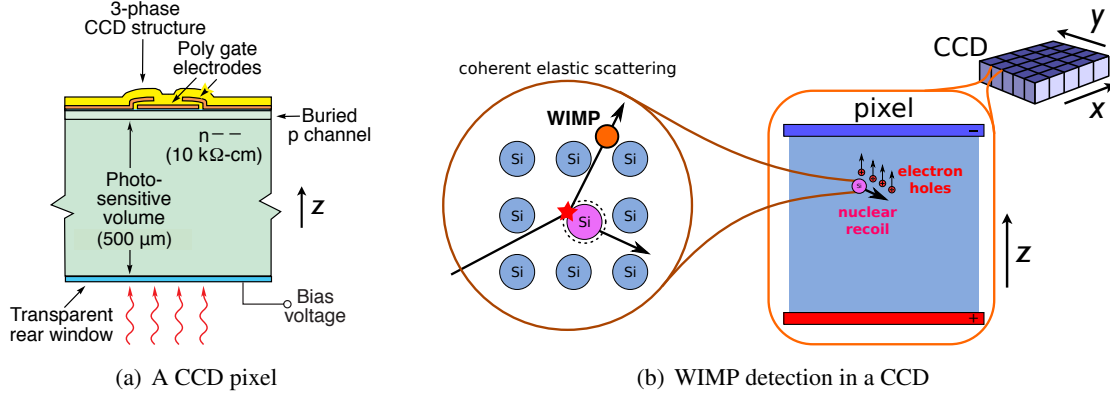 3-phase
CCD structure
Poly gate
electrodes
Buried
p channel
n− −
(10 kΩ-cm)
Photo-
sensitive
volume
(500 µm)
z
Transparent
rear window
Bias
voltage
(a) A CCD pixel
coherent elastic scattering
WIMP
Si Si Si
Si Si Si
Si Si Si
CCD
y
x
pixel
−
Si
electron
holes
nuclear
recoil
z
+
(b) WIMP detection in a CCD